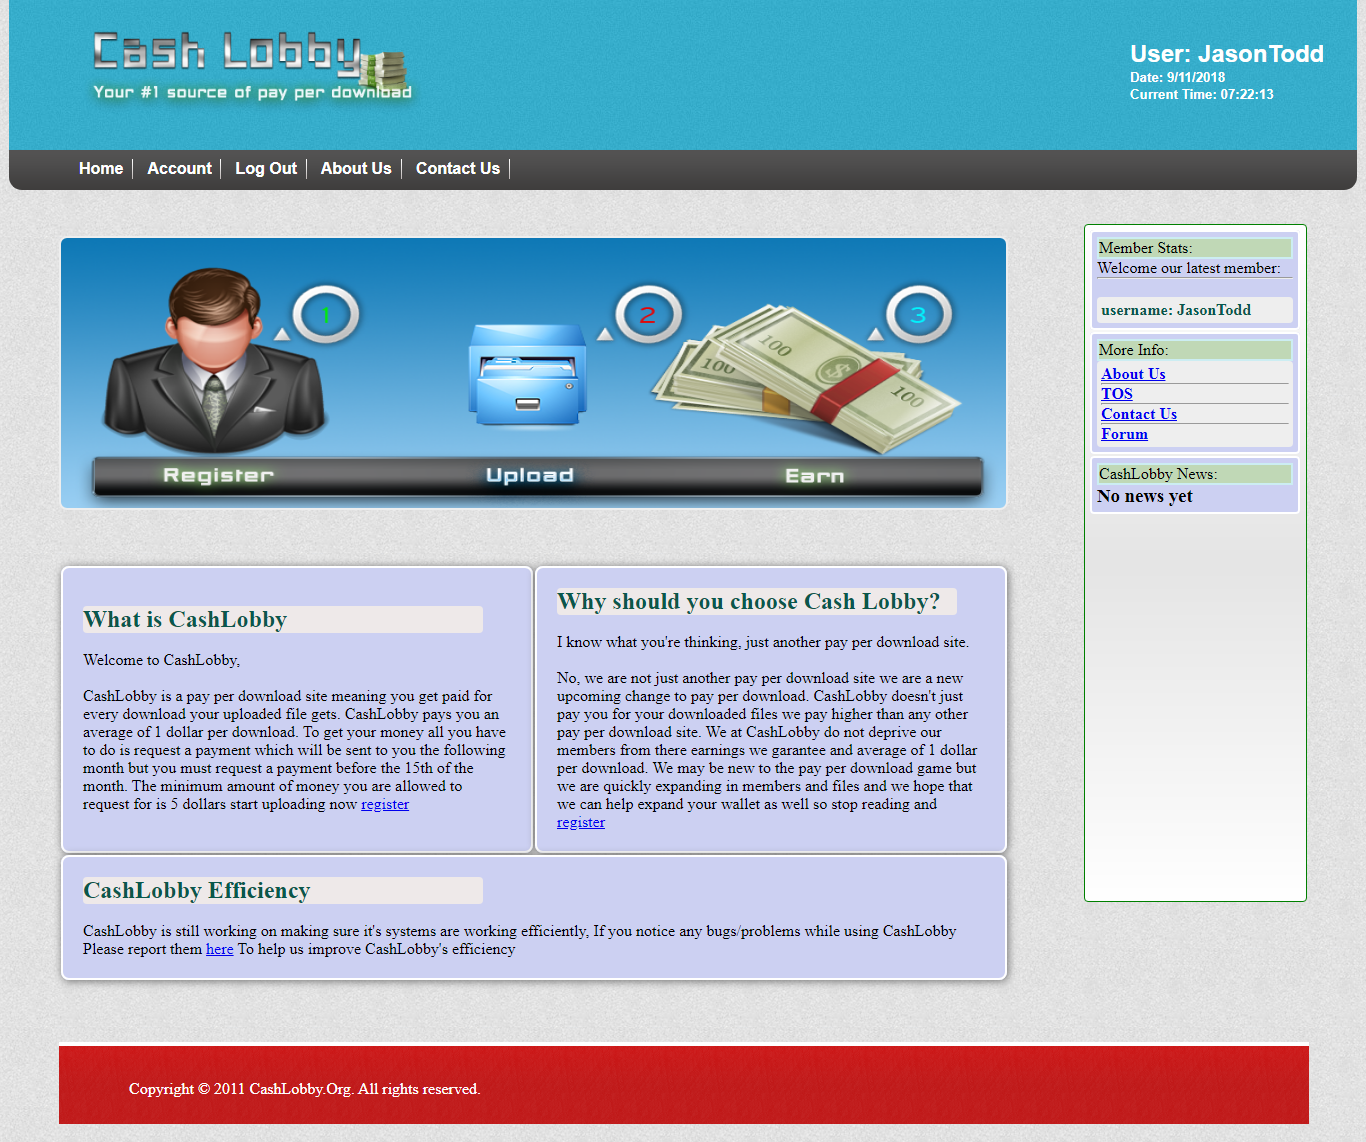 Cash Lobby
Your #1 source of pay per download
User: JasonTodd
Date: 9/11/2018
Current Time: 07:22:13
Home Account Log Out About Us Contact Us
1 2 3
100 100 100
Register Upload Earn
What is CashLobby
Welcome to CashLobby,
CashLobby is a pay per download site meaning you get paid for
every download your uploaded file gets. CashLobby pays you an
average of 1 dollar per download. To get your money all you have
to do is request a payment which will be sent to you the following
month but you must request a payment before the 15th of the
month. The minimum amount of money you are allowed to
request for is 5 dollars start uploading now register
Why should you choose Cash Lobby?
I know what you're thinking, just another pay per download site.
No, we are not just another pay per download site we are a new
upcoming change to pay per download. CashLobby doesn't just
pay you for your downloaded files we pay higher than any other
pay per download site. We at CashLobby do not deprive our
members from there earnings we garantee and average of 1 dollar
per download. We may be new to the pay per download game but
we are quickly expanding in members and files and we hope that
we can help expand your wallet as well so stop reading and
register
CashLobby Efficiency
CashLobby is still working on making sure it's systems are working efficiently, If you notice any bugs/problems while using CashLobby
Please report them here To help us improve CashLobby's efficiency
Member Stats:
Welcome our latest member:
username: JasonTodd
More Info:
About Us
TOS
Contact Us
Forum
CashLobby News:
No news yet
Copyright © 2011 CashLobby.Org. All rights reserved.